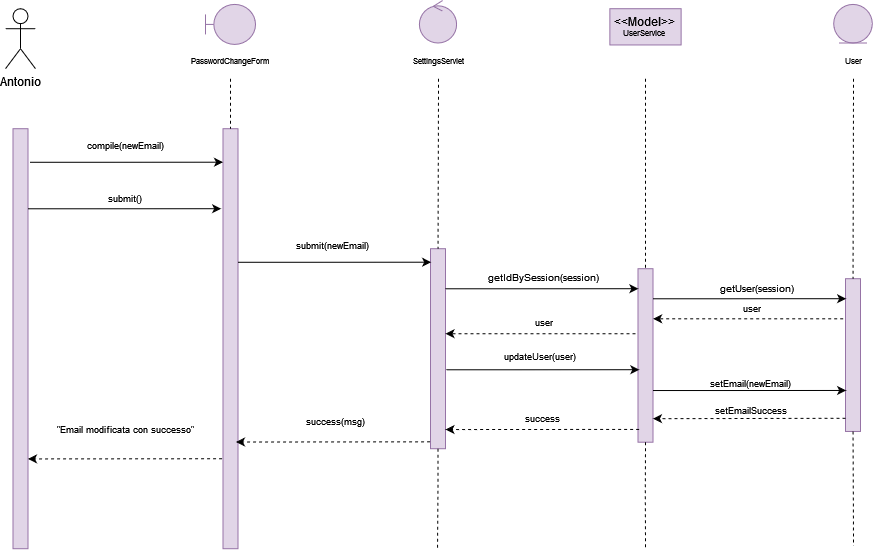 <<Model>>
UserService
Antonio
PasswordChangeForm
SettingsServlet
User
compile(newEmail)
submit()
submit(newEmail)
getIdBySession(session)
getUser(session)
user
user
updateUser(user)
setEmail(newEmail)
setEmailSuccess
success
success(msg)
"Email modificata con successo"